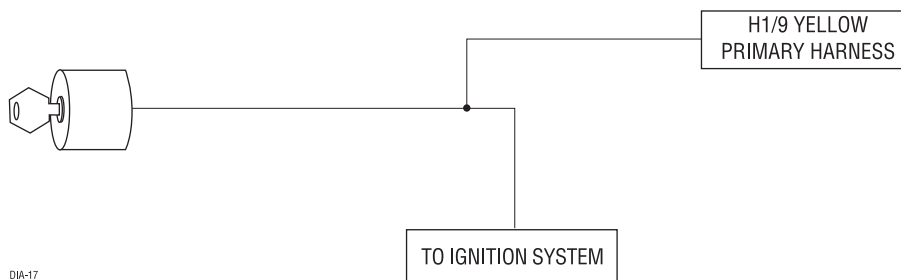 H1/9 YELLOW
PRIMARY HARNESS
TO IGNITION SYSTEM
DIA-17